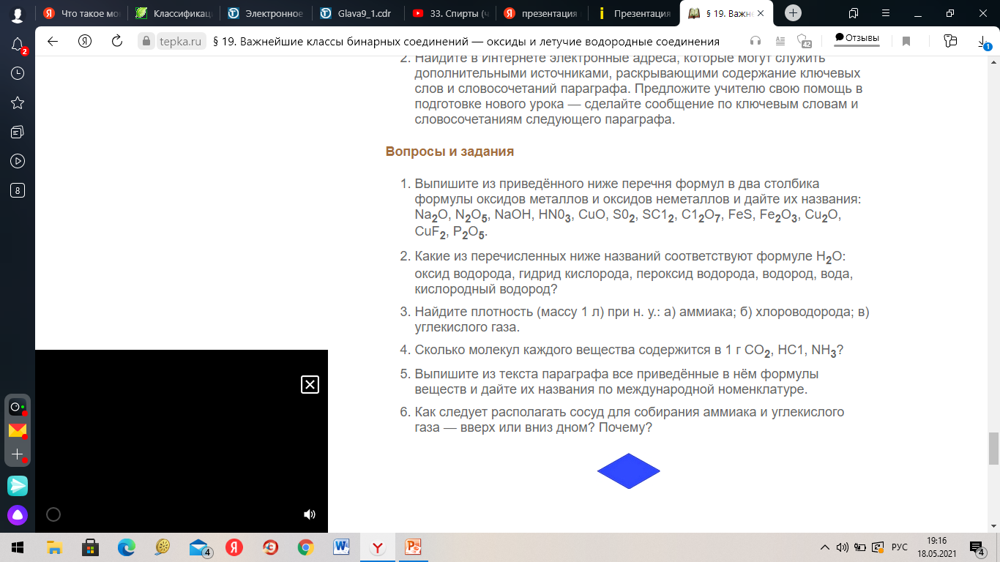 Что такое мо
Классификац
Электронное
Glava9_1.cdr
33. Спирты (ч
презентация
Презентация
§ 19. Важне
tepka.ru
§ 19. Важнейшие классы бинарных соединений — оксиды и летучие водородные соединения
42
Отзывы
1
2
8
2. Найдите в Интернете электронные адреса, которые могут служить
дополнительными источниками, раскрывающими содержание ключевых
слов и словосочетаний параграфа. Предложите учителю свою помощь в
подготовке нового урока — сделайте сообщение по ключевым словам и
словосочетаниям следующего параграфа.
Вопросы и задания
1. Выпишите из приведённого ниже перечня формул в два столбика
формулы оксидов металлов и оксидов неметаллов и дайте их названия:
Na2O, N2O5, NaOH, HN03, CuO, S02, SC12, C12O7, FeS, Fe2O3, Cu2O,
CuF2, P2O5.
2. Какие из перечисленных ниже названий соответствуют формуле H2O:
оксид водорода, гидрид кислорода, пероксид водорода, водород, вода,
кислородный водород?
3. Найдите плотность (массу 1 л) при н. у.: а) аммиака; б) хлороводорода; в)
углекислого газа.
4. Сколько молекул каждого вещества содержится в 1 г CO2, HC1, NH3?
5. Выпишите из текста параграфа все приведённые в нём формулы
веществ и дайте их названия по международной номенклатуре.
6. Как следует располагать сосуд для собирания аммиака и углекислого
газа — вверх или вниз дном? Почему?
4
РУС
19:16
18.05.2021
4